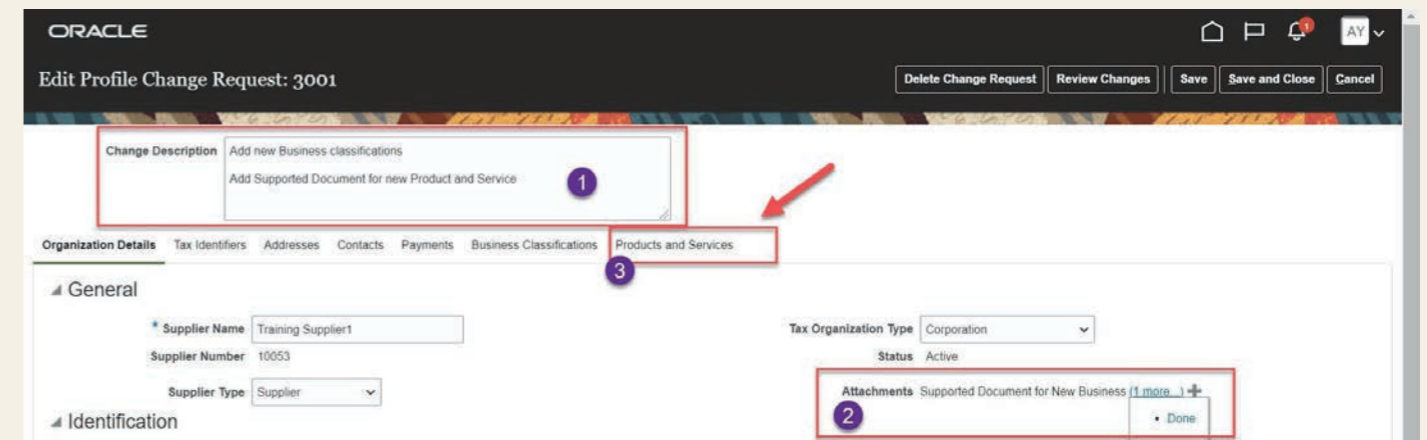 ORACLE
1
AY
Edit Profile Change Request: 3001
Delete Change Request Review Changes Save Save and Close Cancel
Change Description Add new Business classifications
Add Supported Document for new Product and Service
1
Organization Details Tax Identifiers Addresses Contacts Payments Business Classifications Products and Services
3
General
* Supplier Name Training Supplier1 Tax Organization Type Corporation
Supplier Number 10053 Status Active
Supplier Type Supplier Attachments Supported Document for New Business (1 more...)
2
• Done
Identification